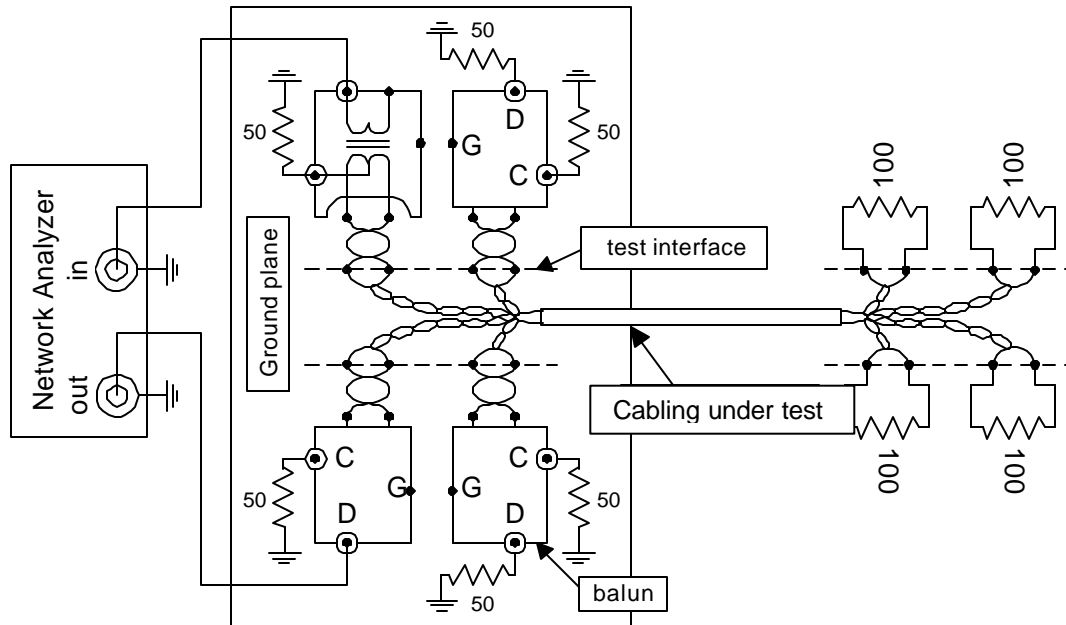 50
50
D
50
G
C
100
100
Network Analyzer
in
out
Ground plane
test interface
Cabling under test
C
G
D
50
G
C
D
50
100
100
50
balun